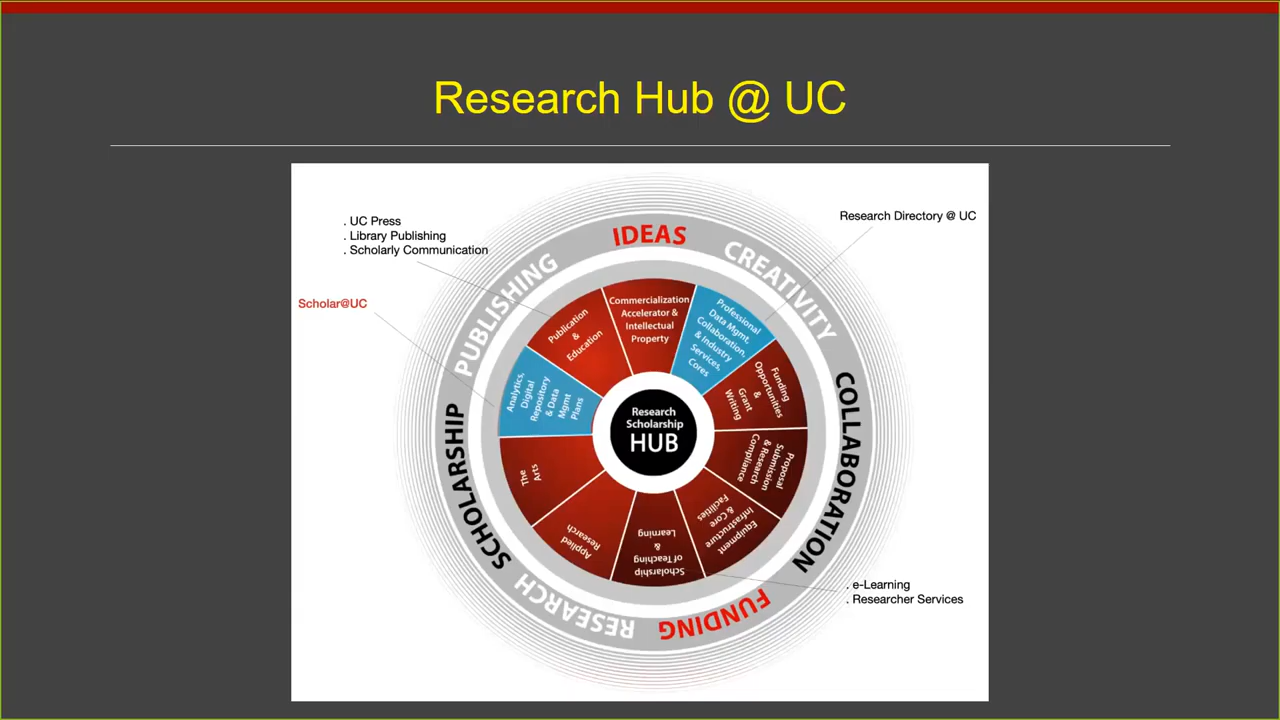 Research Hub @ UC
. UC Press
. Library Publishing
. Scholarly Communication
Research Directory @ UC
Scholar@UC
. e-Learning
. Researcher Services
IDEAS
CREATIVITY
COLLABORATION
FUNDING
RESEARCH
SCHOLARSHIP
PUBLISHING
Commercialization
Accelerator &
Intellectual
Property
Professional
Data Mgmt,
Collaboration,
& Industry
Services,
Cores
Funding
Opportunities
&
Grant
Writing
Proposal
Submission
& Research
Compliance
Equipment
Infrastructure
& Core
Facilities
Scholarship
of Teaching
&
Learning
Applied
Research
The
Arts
Analytics,
Digital
Repository
& Data
Mgmt
Plans
Publication
&
Education
Research
Scholarship
HUB